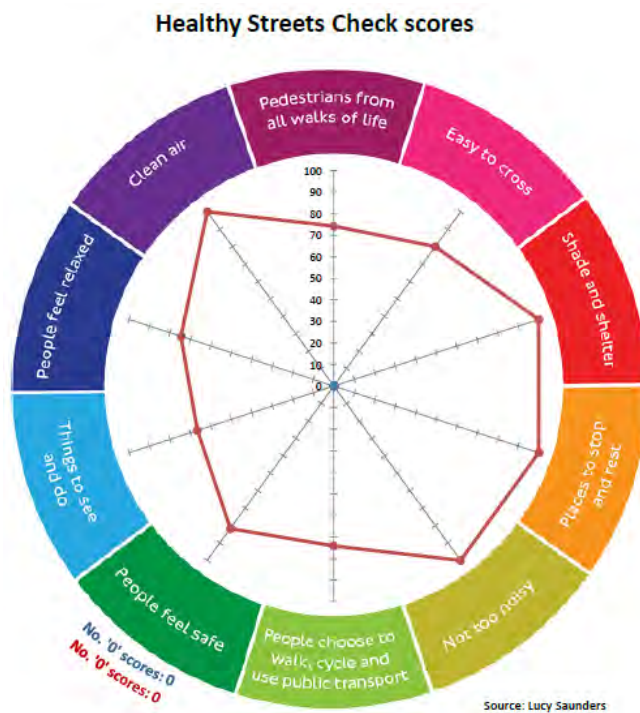 Healthy Streets Check scores
Pedestrians from
all walks of life
Easy to cross
Shade and shelter
Places to stop
and rest
Not too noisy
People choose to
walk, cycle and
use public transport
People feel safe
Things to see
and do
People feel relaxed
Clean air
100
90
80
70
60
50
40
30
20
10
0
No. '0' scores: 0
No. '0' scores: 0
Source: Lucy Saunders